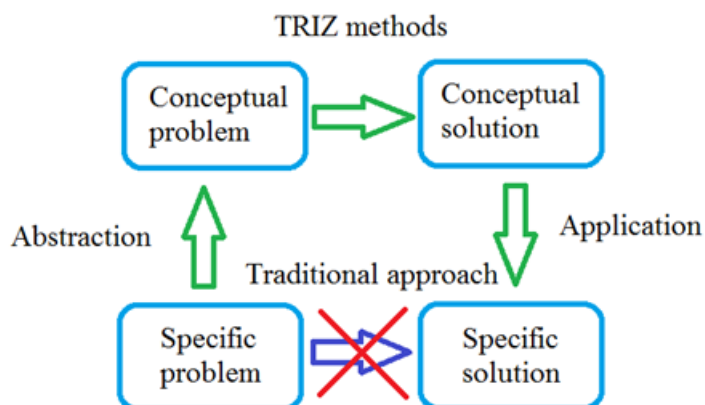 TRIZ methods
Conceptual
problem
Conceptual
solution
Abstraction
Application
Traditional approach
Specific
problem
Specific
solution